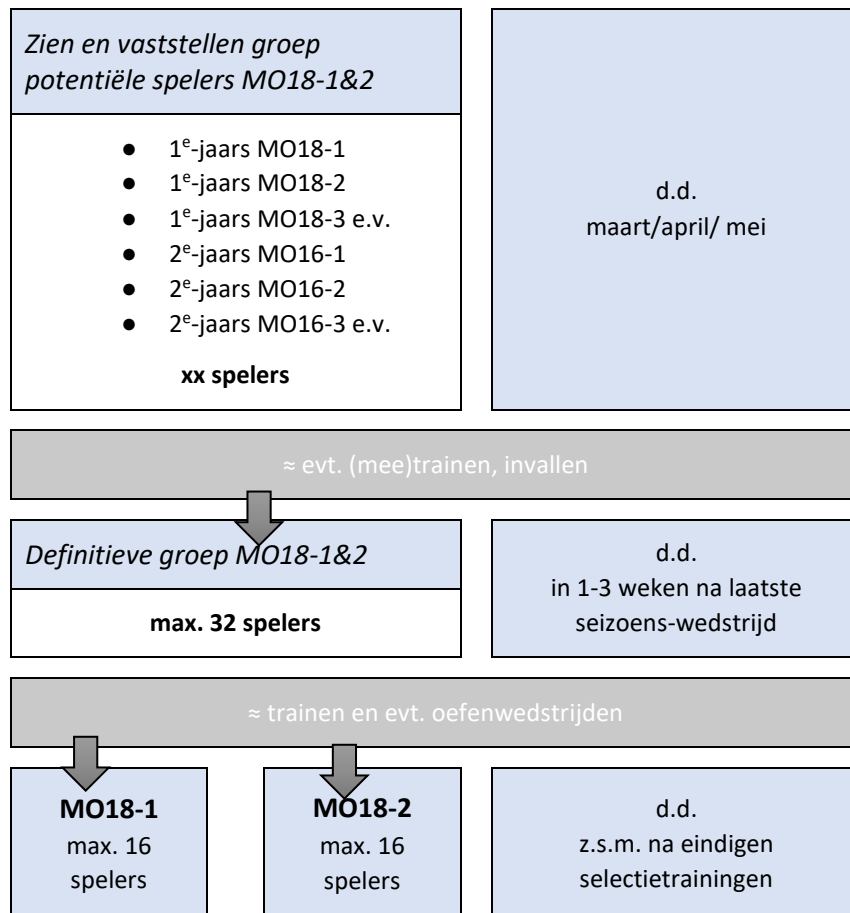 Zien en vaststellen groep
potentiële spelers MO18-1&2
● 1e-jaars MO18-1
● 1e-jaars MO18-2
● 1e-jaars MO18-3 e.v.
● 2e-jaars MO16-1
● 2e-jaars MO16-2
● 2e-jaars MO16-3 e.v.
xx spelers
d.d.
maart/april/ mei
≈ evt. (mee)trainen, invallen
Definitieve groep MO18-1&2
max. 32 spelers
d.d.
in 1-3 weken na laatste
seizoens-wedstrijd
≈ trainen en evt. oefenwedstrijden
MO18-1
max. 16
spelers
MO18-2
max. 16
spelers
d.d.
z.s.m. na eindigen
selectietrainingen